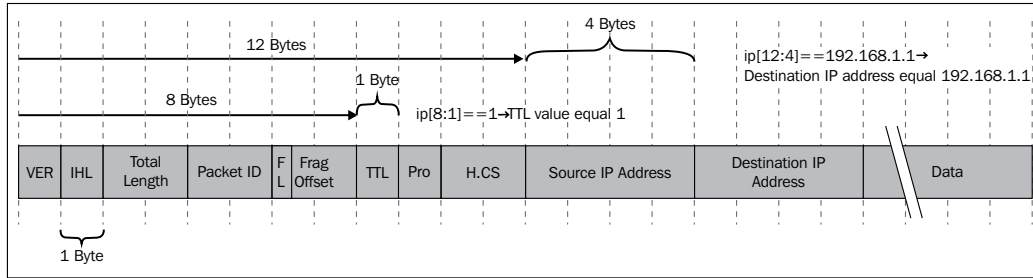 4 Bytes
12 Bytes
ip[12:4]==192.168.1.1→
Destination IP address equal 192.168.1.1
1 Byte
8 Bytes
ip[8:1]==1→TTL value equal 1
VER
IHL
Total
Length
Packet ID
F
L
Frag
Offset
TTL
Pro
H.CS
Source IP Address
Destination IP
Address
Data
1 Byte